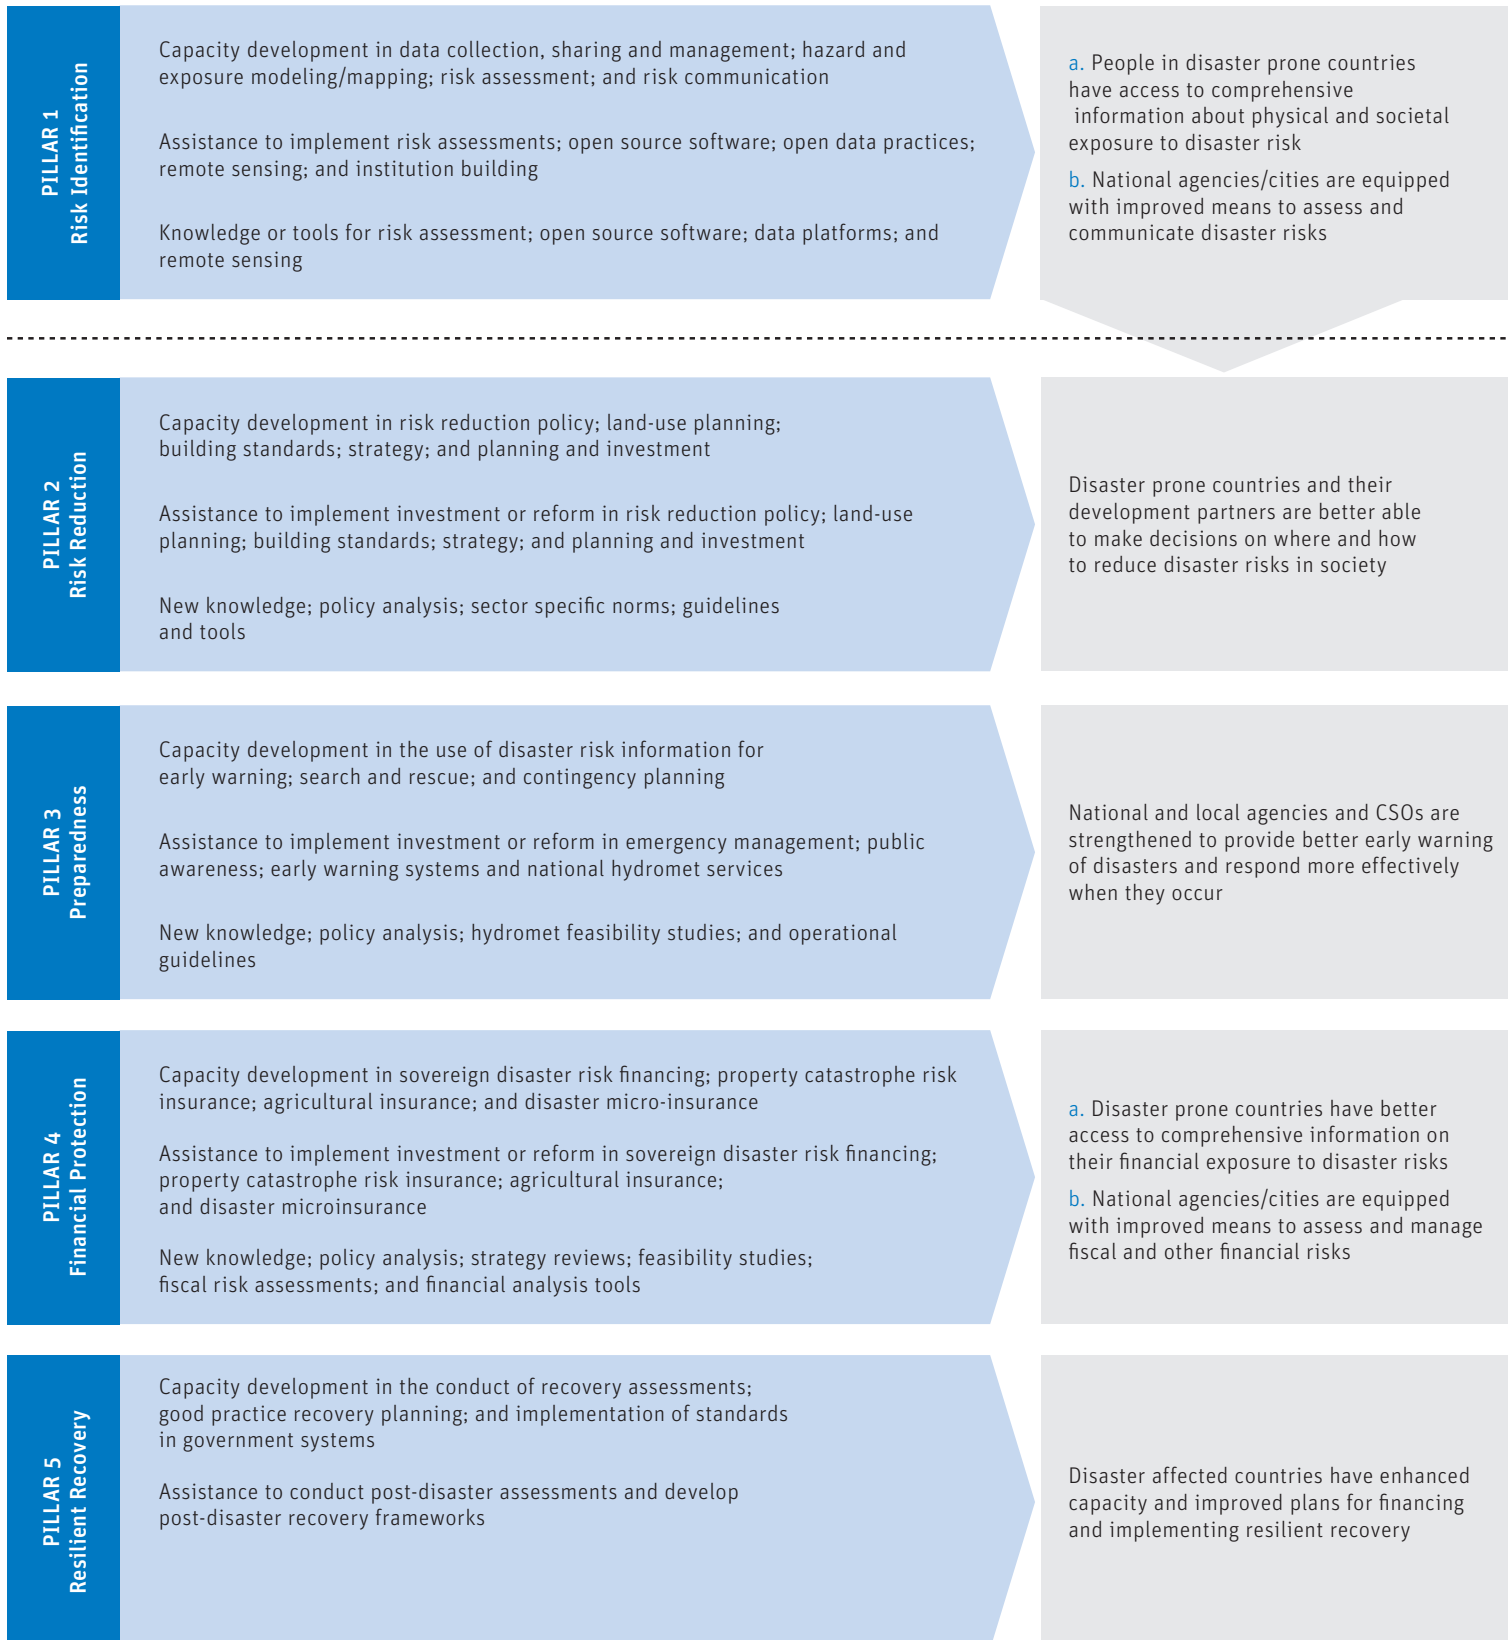 PILLAR 1
Risk Identification
Capacity development in data collection, sharing and management; hazard and
exposure modeling/mapping; risk assessment; and risk communication
Assistance to implement risk assessments; open source software; open data practices;
remote sensing; and institution building
Knowledge or tools for risk assessment; open source software; data platforms; and
remote sensing
a. People in disaster prone countries
have access to comprehensive
information about physical and societal
exposure to disaster risk
b. National agencies/cities are equipped
with improved means to assess and
communicate disaster risks
PILLAR 2
Risk Reduction
Capacity development in risk reduction policy; land-use planning;
building standards; strategy; and planning and investment
Assistance to implement investment or reform in risk reduction policy; land-use
planning; building standards; strategy; and planning and investment
New knowledge; policy analysis; sector specific norms; guidelines
and tools
Disaster prone countries and their
development partners are better able
to make decisions on where and how
to reduce disaster risks in society
PILLAR 3
Preparedness
Capacity development in the use of disaster risk information for
early warning; search and rescue; and contingency planning
Assistance to implement investment or reform in emergency management; public
awareness; early warning systems and national hydromet services
New knowledge; policy analysis; hydromet feasibility studies; and operational
guidelines
National and local agencies and CSOs are
strengthened to provide better early warning
of disasters and respond more effectively
when they occur
PILLAR 4
Financial Protection
Capacity development in sovereign disaster risk financing; property catastrophe risk
insurance; agricultural insurance; and disaster micro-insurance
Assistance to implement investment or reform in sovereign disaster risk financing;
property catastrophe risk insurance; agricultural insurance;
and disaster microinsurance
New knowledge; policy analysis; strategy reviews; feasibility studies;
fiscal risk assessments; and financial analysis tools
a. Disaster prone countries have better
access to comprehensive information on
their financial exposure to disaster risks
b. National agencies/cities are equipped
with improved means to assess and manage
fiscal and other financial risks
PILLAR 5
Resilient Recovery
Capacity development in the conduct of recovery assessments;
good practice recovery planning; and implementation of standards
in government systems
Assistance to conduct post-disaster assessments and develop
post-disaster recovery frameworks
Disaster affected countries have enhanced
capacity and improved plans for financing
and implementing resilient recovery